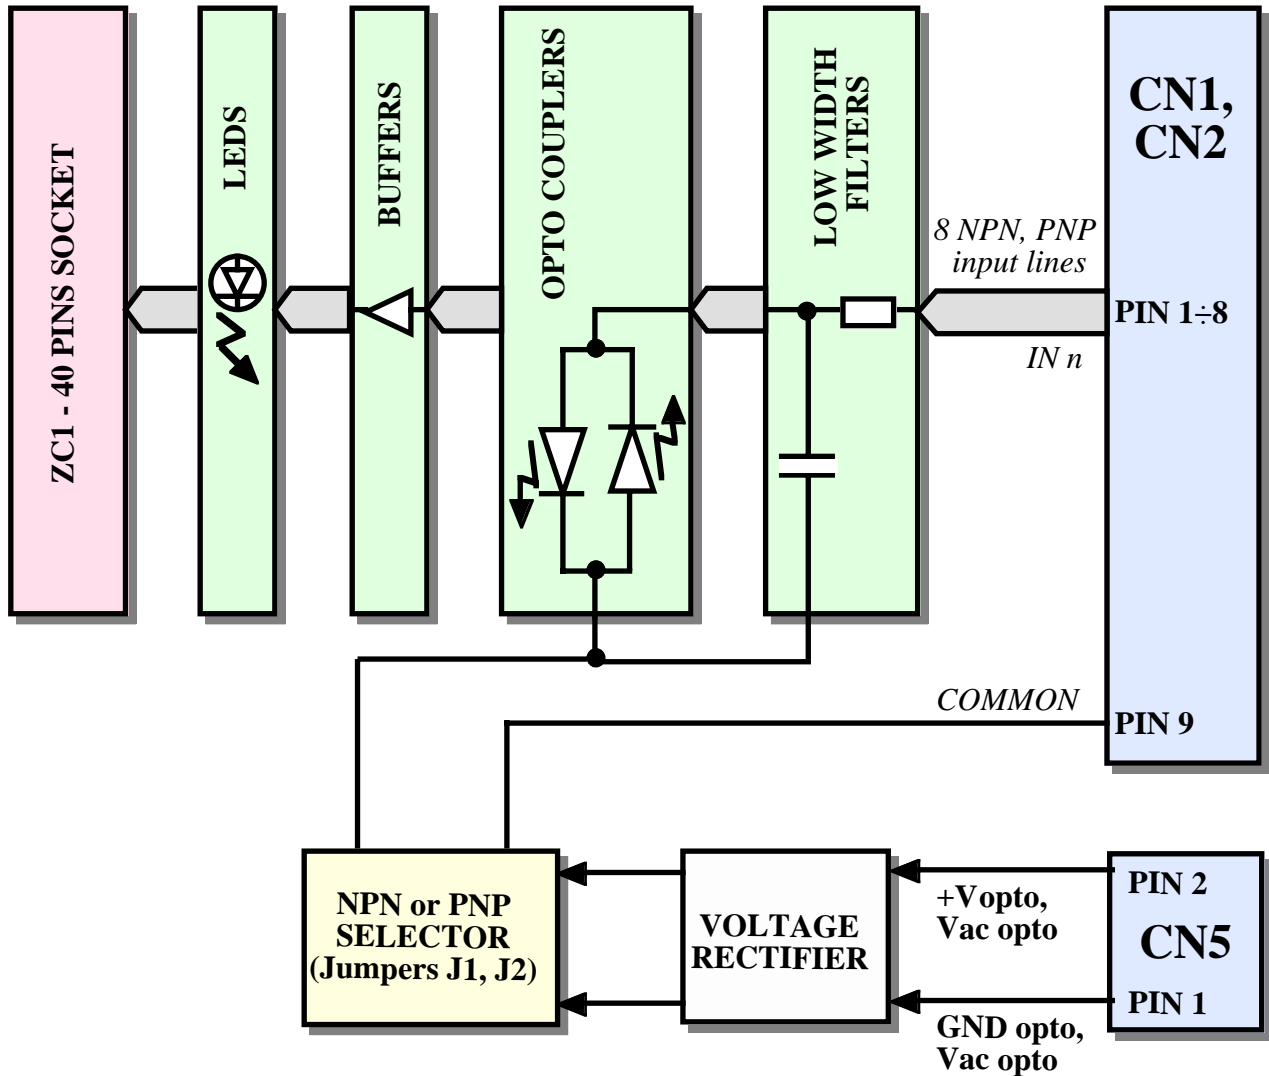 ZC1 - 40 PINS SOCKET
LEDS
BUFFERS
OPTO COUPLERS
LOW WIDTH
FILTERS
CN1,
CN2
8 NPN, PNP
input lines
PIN 1÷8
IN n
COMMON
PIN 9
NPN or PNP
SELECTOR
(Jumpers J1, J2)
VOLTAGE
RECTIFIER
+Vopto,
Vac opto
GND opto,
Vac opto
PIN 2
CN5
PIN 1